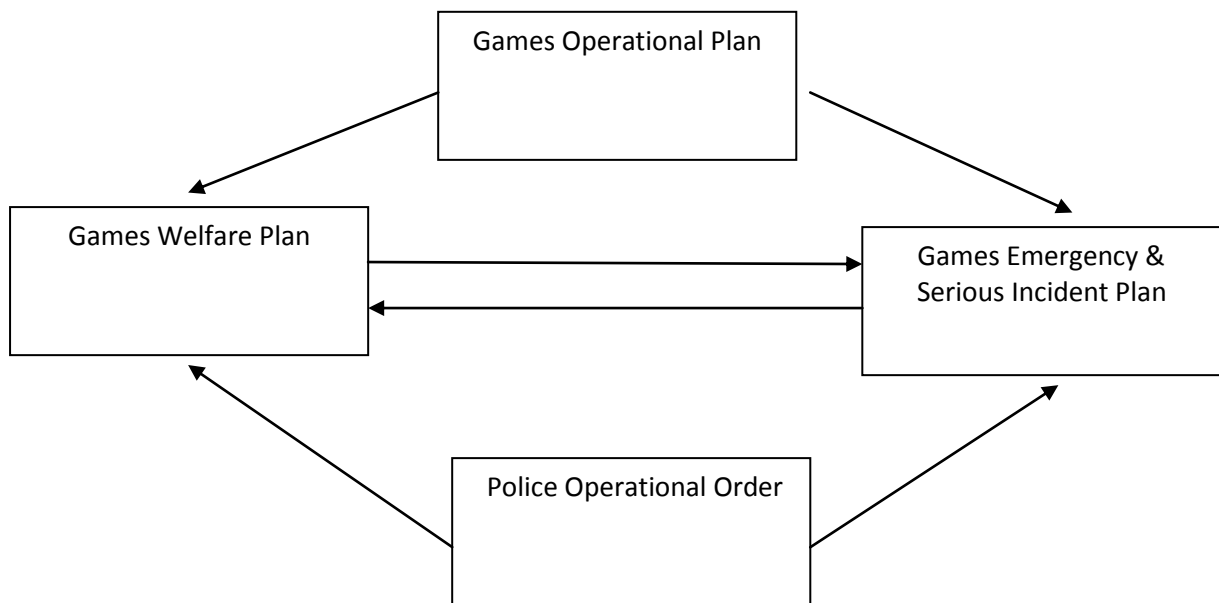 Games Operational Plan
Games Welfare Plan
Games Emergency &
Serious Incident Plan
Police Operational Order